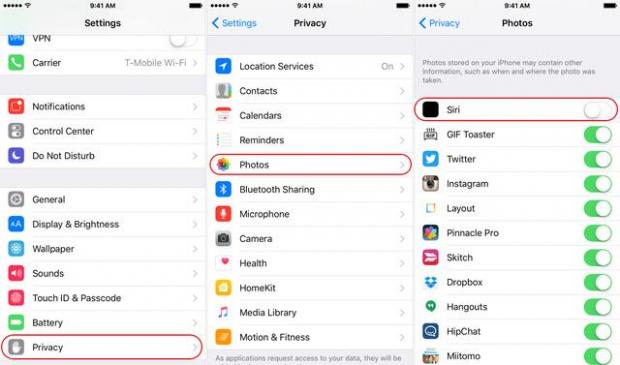 9:41 AM
Settings
VPN
Carrier T-Mobile Wi-Fi
Notifications
Control Center
Do Not Disturb
General
Display & Brightness
Wallpaper
Sounds
Touch ID & Passcode
Battery
Privacy
9:41 AM
Settings Privacy
Location Services On
Contacts
Calendars
Reminders
Photos
Bluetooth Sharing
Microphone
Camera
Health
HomeKit
Media Library
Motion & Fitness
As applications request access to your data, they will be
9:41 AM
Privacy Photos
Photos stored on your iPhone may contain other
information, such as when and where the photo was
taken.
Siri
GIF Toaster
Twitter
Instagram
Layout
Pinnacle Pro
Skitch
Dropbox
Hangouts
HipChat
Miitomo